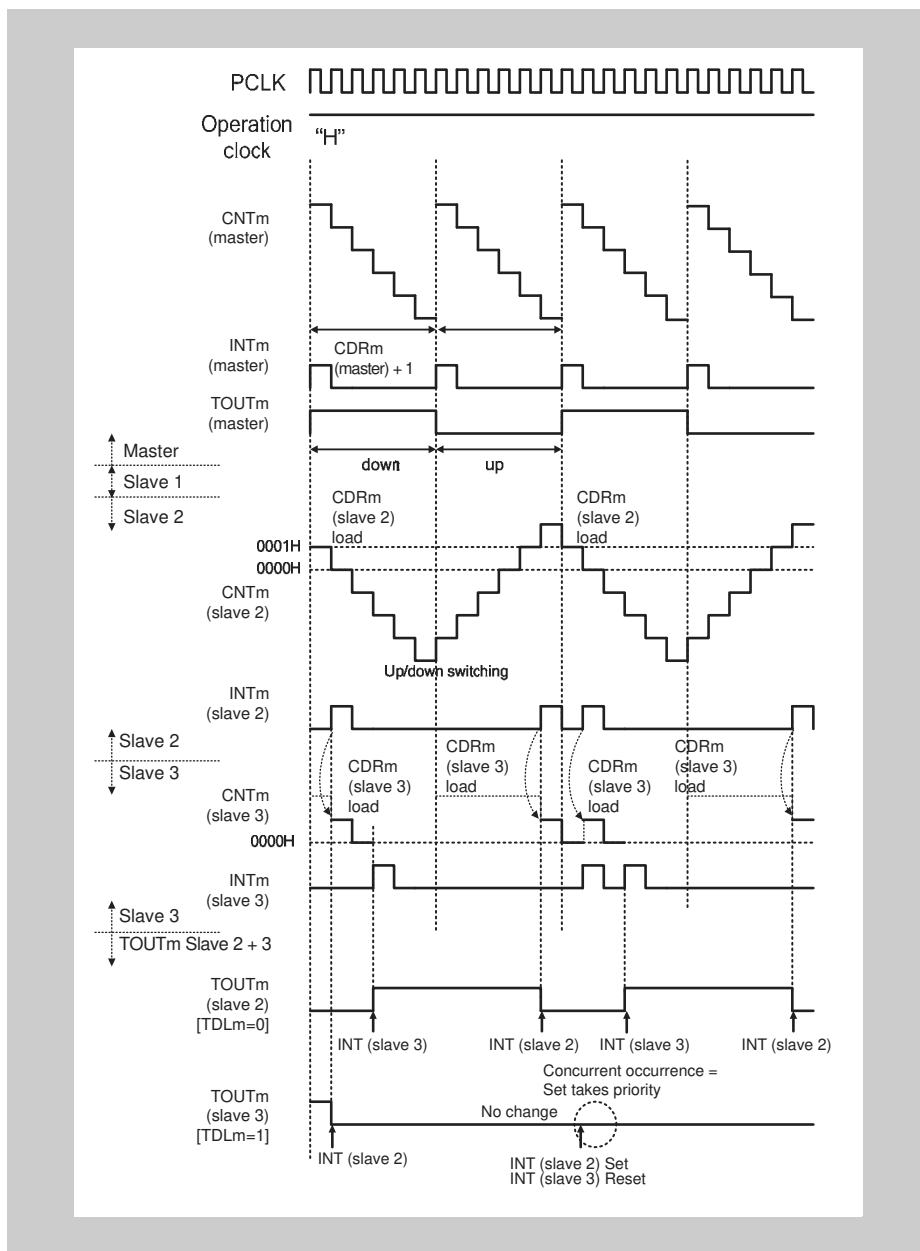 PCLK
Operation
clock
"H"
CNTm
(master)
INTm
(master)
CDRm
(master) + 1
TOUTm
(master)
Master
Slave 1
Slave 2
down
up
CDRm
(slave 2)
load
CDRm
(slave 2)
load
0001H
0000H
CNTm
(slave 2)
Up/down switching
INTm
(slave 2)
Slave 2
Slave 3
CDRm
(slave 3)
load
CDRm
(slave 3)
load
CDRm
(slave 3)
load
CDRm
(slave 3)
load
CNTm
(slave 3)
0000H
INTm
(slave 3)
Slave 3
TOUTm Slave 2 + 3
TOUTm
(slave 2)
[TDLm=0]
INT (slave 3)
INT (slave 2)
INT (slave 3)
INT (slave 2)
Concurrent occurrence =
Set takes priority
TOUTm
(slave 3)
[TDLm=1]
No change
INT (slave 2)
INT (slave 2) Set
INT (slave 3) Reset